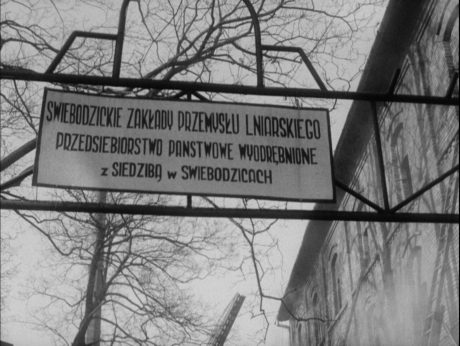 ŚWIEBODZICKIE ZAKŁADY PRZEMYSŁU LNIARSKIEGO
PRZEDSIĘBIORSTWO PAŃSTWOWE WYODRĘBNIONE
z SIEDZIBĄ w ŚWIEBODZICACH